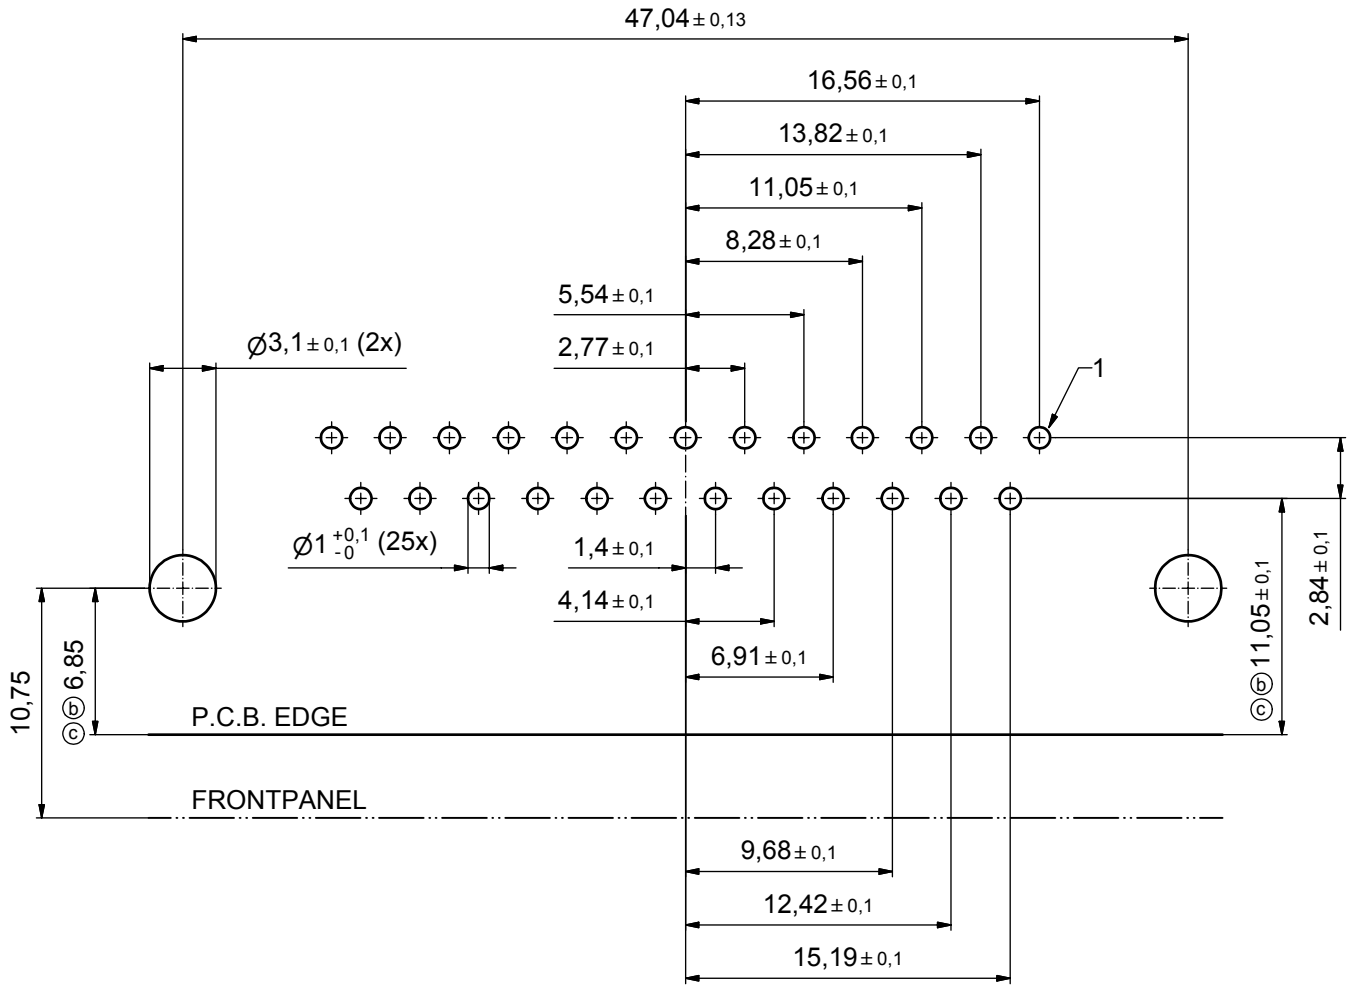 47,04 ± 0,13
16,56 ± 0,1
13,82 ± 0,1
11,05 ± 0,1
8,28 ± 0,1
5,54 ± 0,1
Ø3,1 ± 0,1 (2x)
2,77 ± 0,1
1
Ø1 +0,1 -0 (25x)
1,4 ± 0,1
4,14 ± 0,1
6,91 ± 0,1
2,84 ± 0,1
ⓒ ⓑ 11,05 ± 0,1
ⓒ ⓑ 6,85
10,75
P.C.B. EDGE
FRONTPANEL
9,68 ± 0,1
12,42 ± 0,1
15,19 ± 0,1